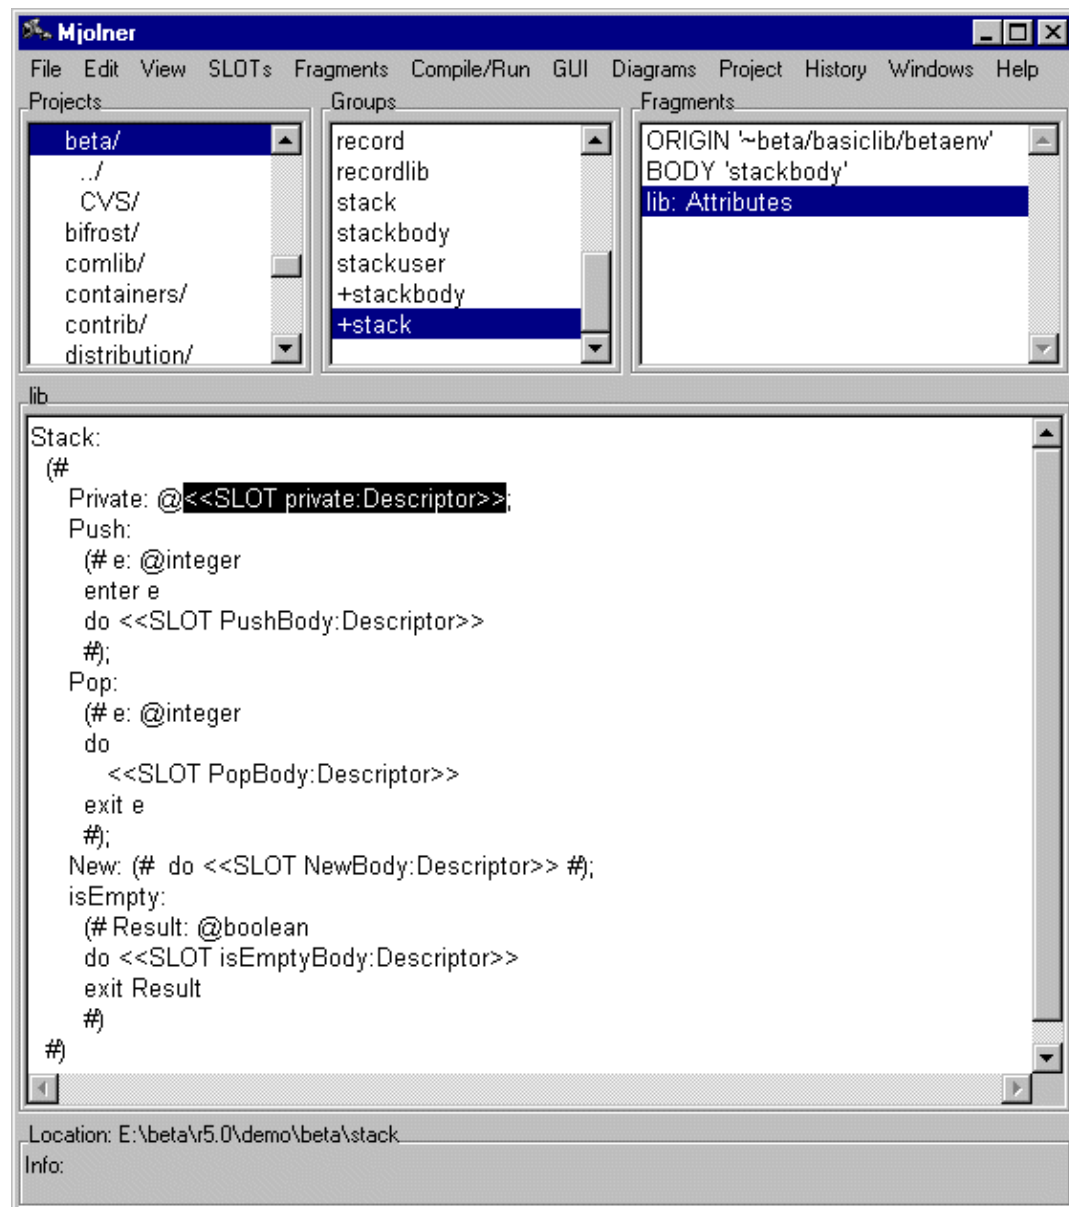 Mjolner
File Edit View SLOTs Fragments Compile/Run GUI Diagrams Project History Windows Help
Projects
beta/
../
CVS/
bifrost/
comlib/
containers/
contrib/
distribution/
Groups
record
recordlib
stack
stackbody
stackuser
+stackbody
+stack
Fragments
ORIGIN '~beta/basiclib/betaenv'
BODY 'stackbody'
lib: Attributes
lib
Stack:
(#
Private: @<<SLOT private:Descriptor>>;
Push:
(# e: @integer
enter e
do <<SLOT PushBody:Descriptor>>
#);
Pop:
(# e: @integer
do
<<SLOT PopBody:Descriptor>>
exit e
#);
New: (# do <<SLOT NewBody:Descriptor>> #);
isEmpty:
(# Result: @boolean
do <<SLOT isEmptyBody:Descriptor>>
exit Result
#)
#)
Location: E:\beta\r5.0\demo\beta\stack
Info: